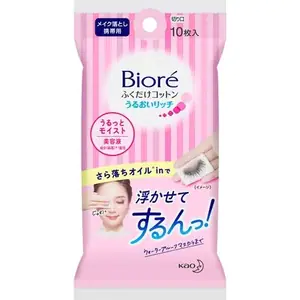 メイク落とし
携帯用
切り口
10枚入
Bioré
ふくだけコットン
うるおいリッチ
うるっと
モイスト
美容液
さら落ちオイル*inで
(イメージ)
浮かせて
するんっ!
ウォータープルーフマスカラまで
Kao